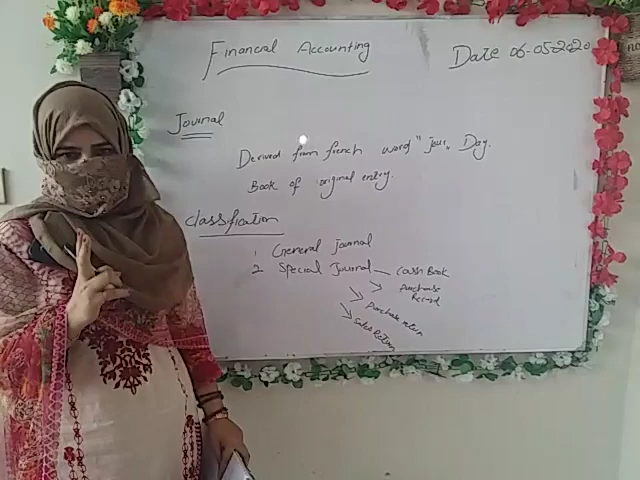 Financial Accounting
Date 06-05-2020
Journal
Derived from french word "jour" Day.
Book of original entry.
Classfication
1. General Journal
2. Special Journal — Cash Book
Purchase
Record
Purchase return
Sales Return